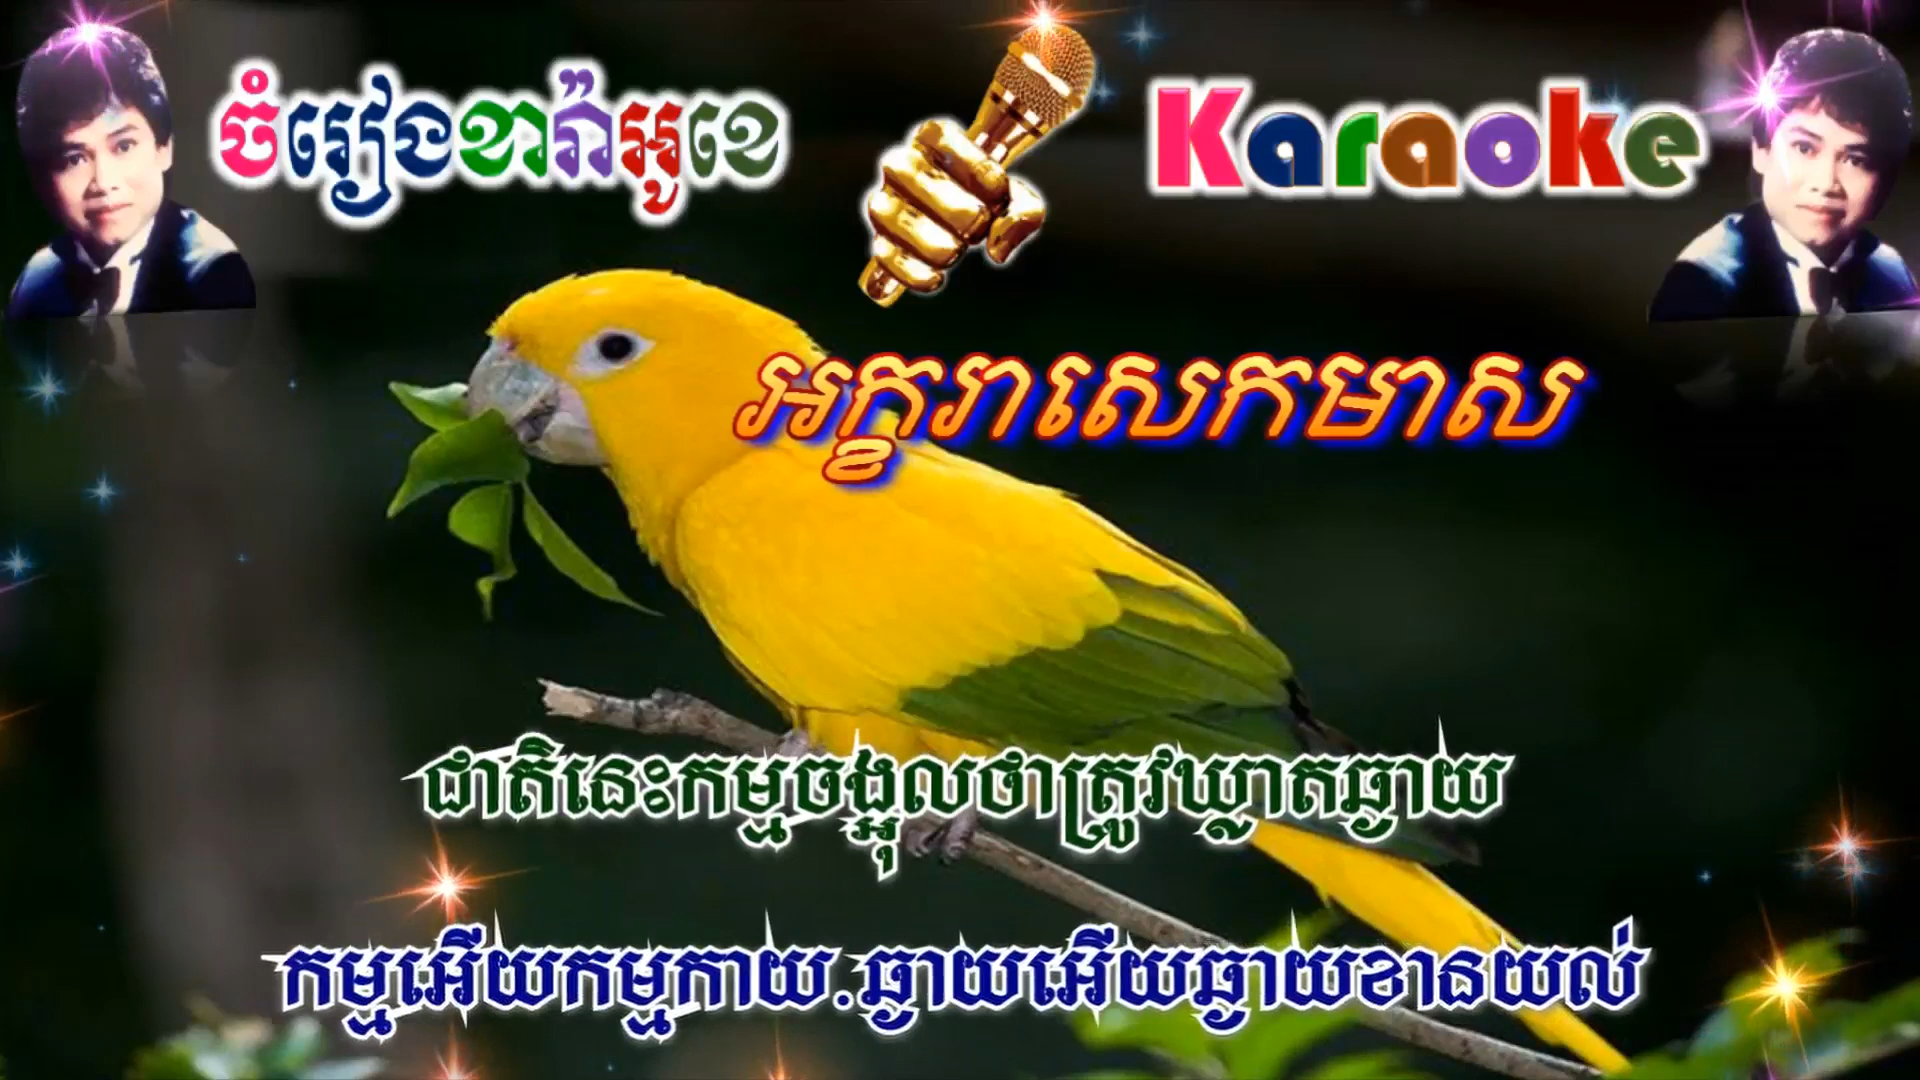 ចំរៀងខារ៉ាអូខេ
Karaoke
អក្ខរាសេកមាស
ជាតិនេះកម្មចង្អុលថាត្រូវឃ្លាតឆ្ងាយ
កម្មអើយកម្មកាយ.ឆ្ងាយអើយឆ្ងាយខានយល់